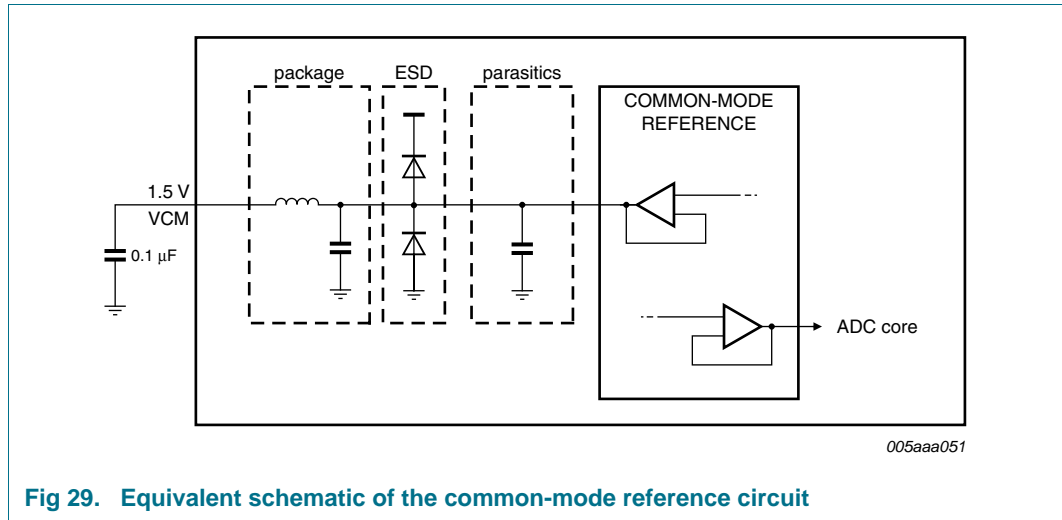 package
ESD
parasitics
COMMON-MODE
REFERENCE
1.5 V
VCM
0.1 μF
ADC core
005aaa051
Fig 29. Equivalent schematic of the common-mode reference circuit